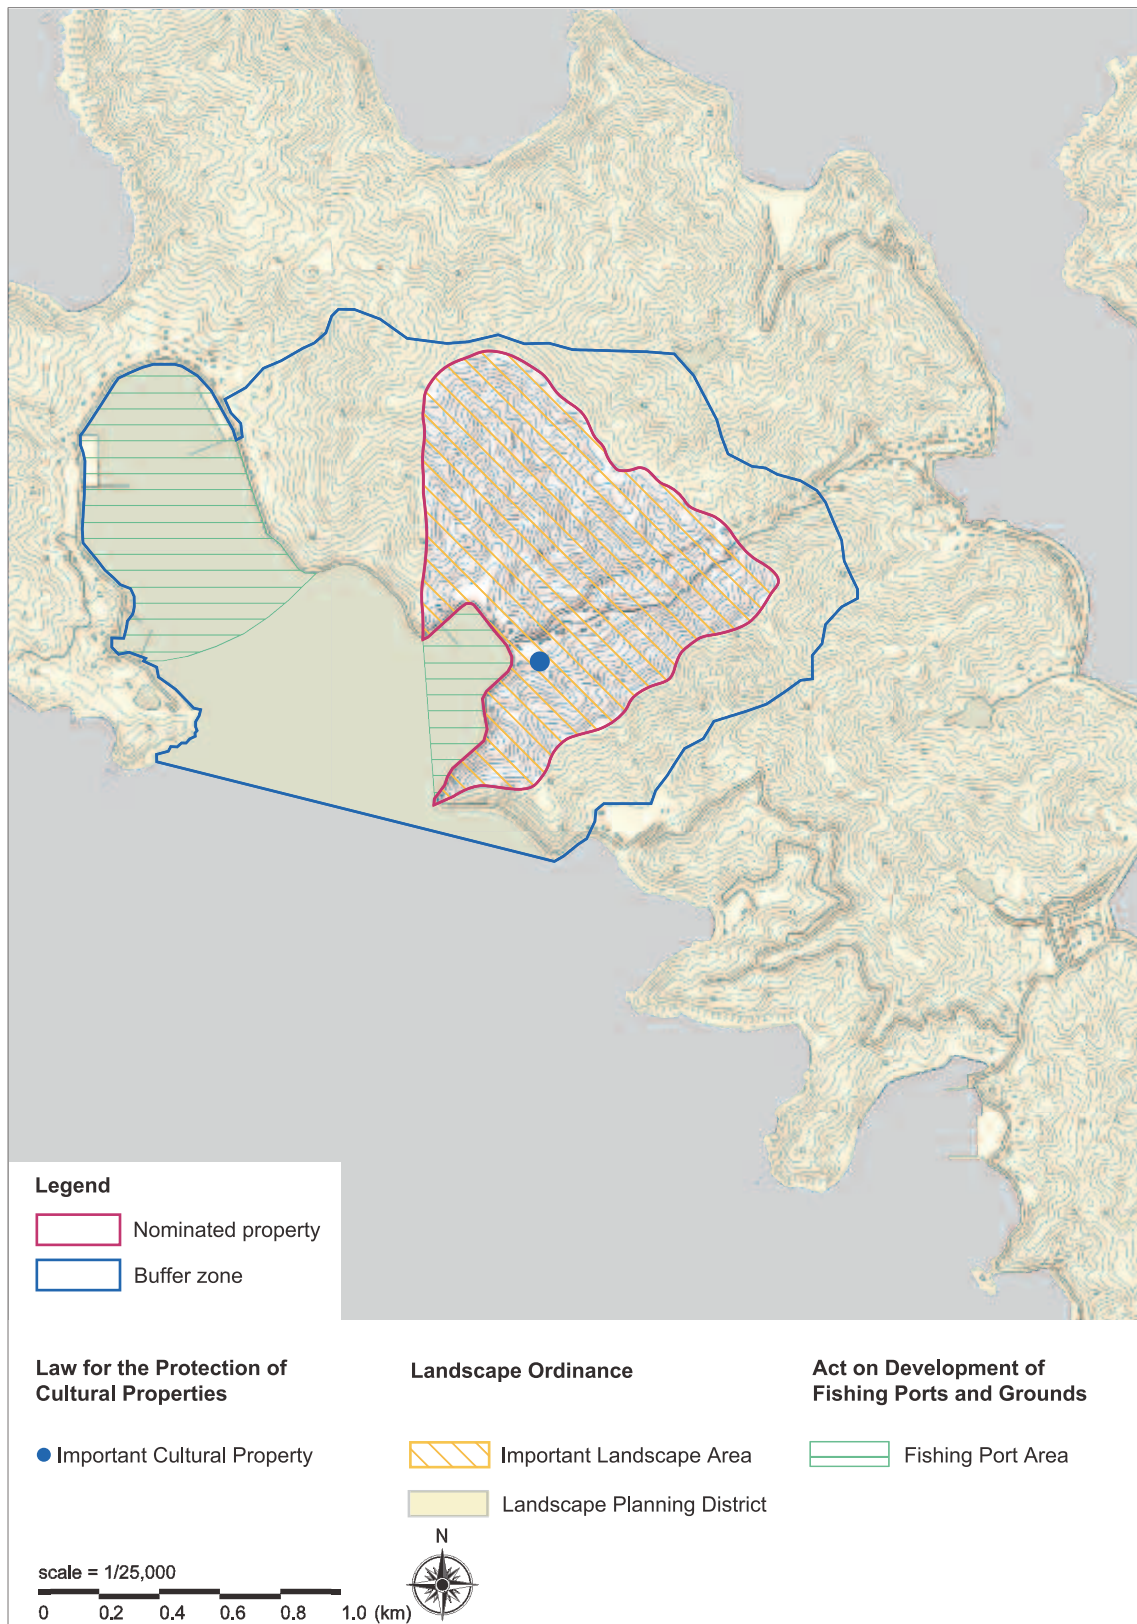 Legend
Nominated property
Buffer zone
Law for the Protection of
Cultural Properties
Important Cultural Property
Landscape Ordinance
Important Landscape Area
Landscape Planning District
Act on Development of
Fishing Ports and Grounds
Fishing Port Area
N
scale = 1/25,000
0 0.2 0.4 0.6 0.8 1.0 (km)